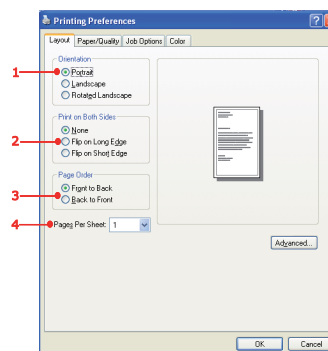 Printing Preferences
Layout Paper/Quality Job Options Color
Orientation
1 Portrait
Landscape
Rotated Landscape
Print on Both Sides
None
2 Flip on Long Edge
Flip on Short Edge
Page Order
Front to Back
3 Back to Front
4 Pages Per Sheet: 1
Advanced...
OK Cancel